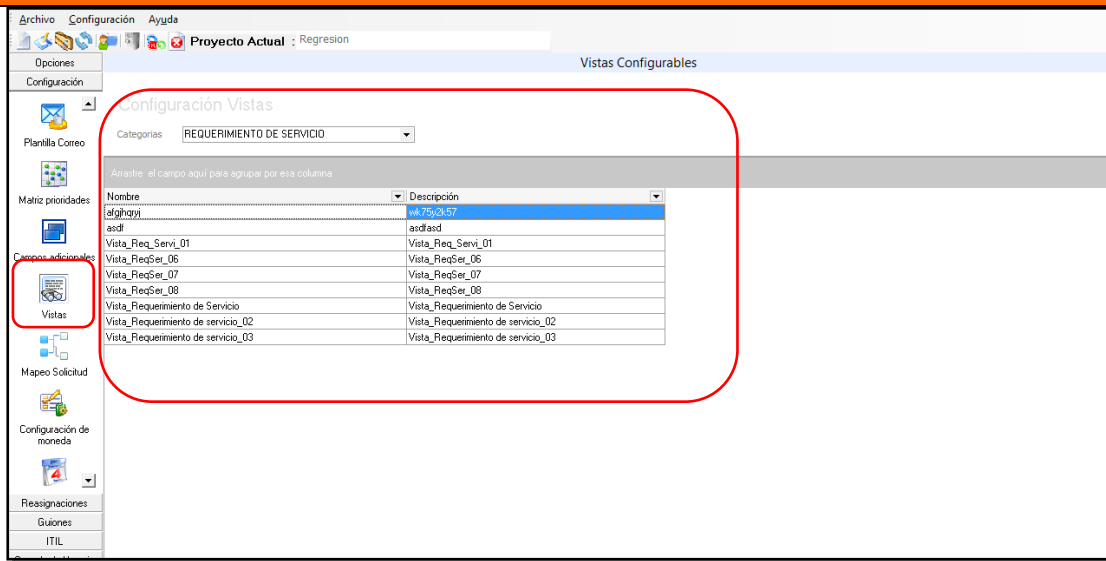 Archivo Configuración Ayuda
Proyecto Actual : Regresion
Opciones
Vistas Configurables
Configuración
Plantilla Correo
Matriz prioridades
Campos adicionales
Vistas
Mapeo Solicitud
Configuración de
moneda
4
Reasignaciones
Guiones
ITIL
Configuración Vistas
Categorias REQUERIMIENTO DE SERVICIO
Arrastre el campo aquí para agrupar por esa columna
Nombre Descripción
afgjhqryj wk75y2k57
asdf asdfasd
Vista_Req_Servi_01 Vista_Req_Servi_01
Vista_ReqSer_06 Vista_ReqSer_06
Vista_ReqSer_07 Vista_ReqSer_07
Vista_ReqSer_08 Vista_ReqSer_08
Vista_Requerimiento de Servicio Vista_Requerimiento de Servicio
Vista_Requerimiento de servicio_02 Vista_Requerimiento de servicio_02
Vista_Requerimiento de servicio_03 Vista_Requerimiento de servicio_03